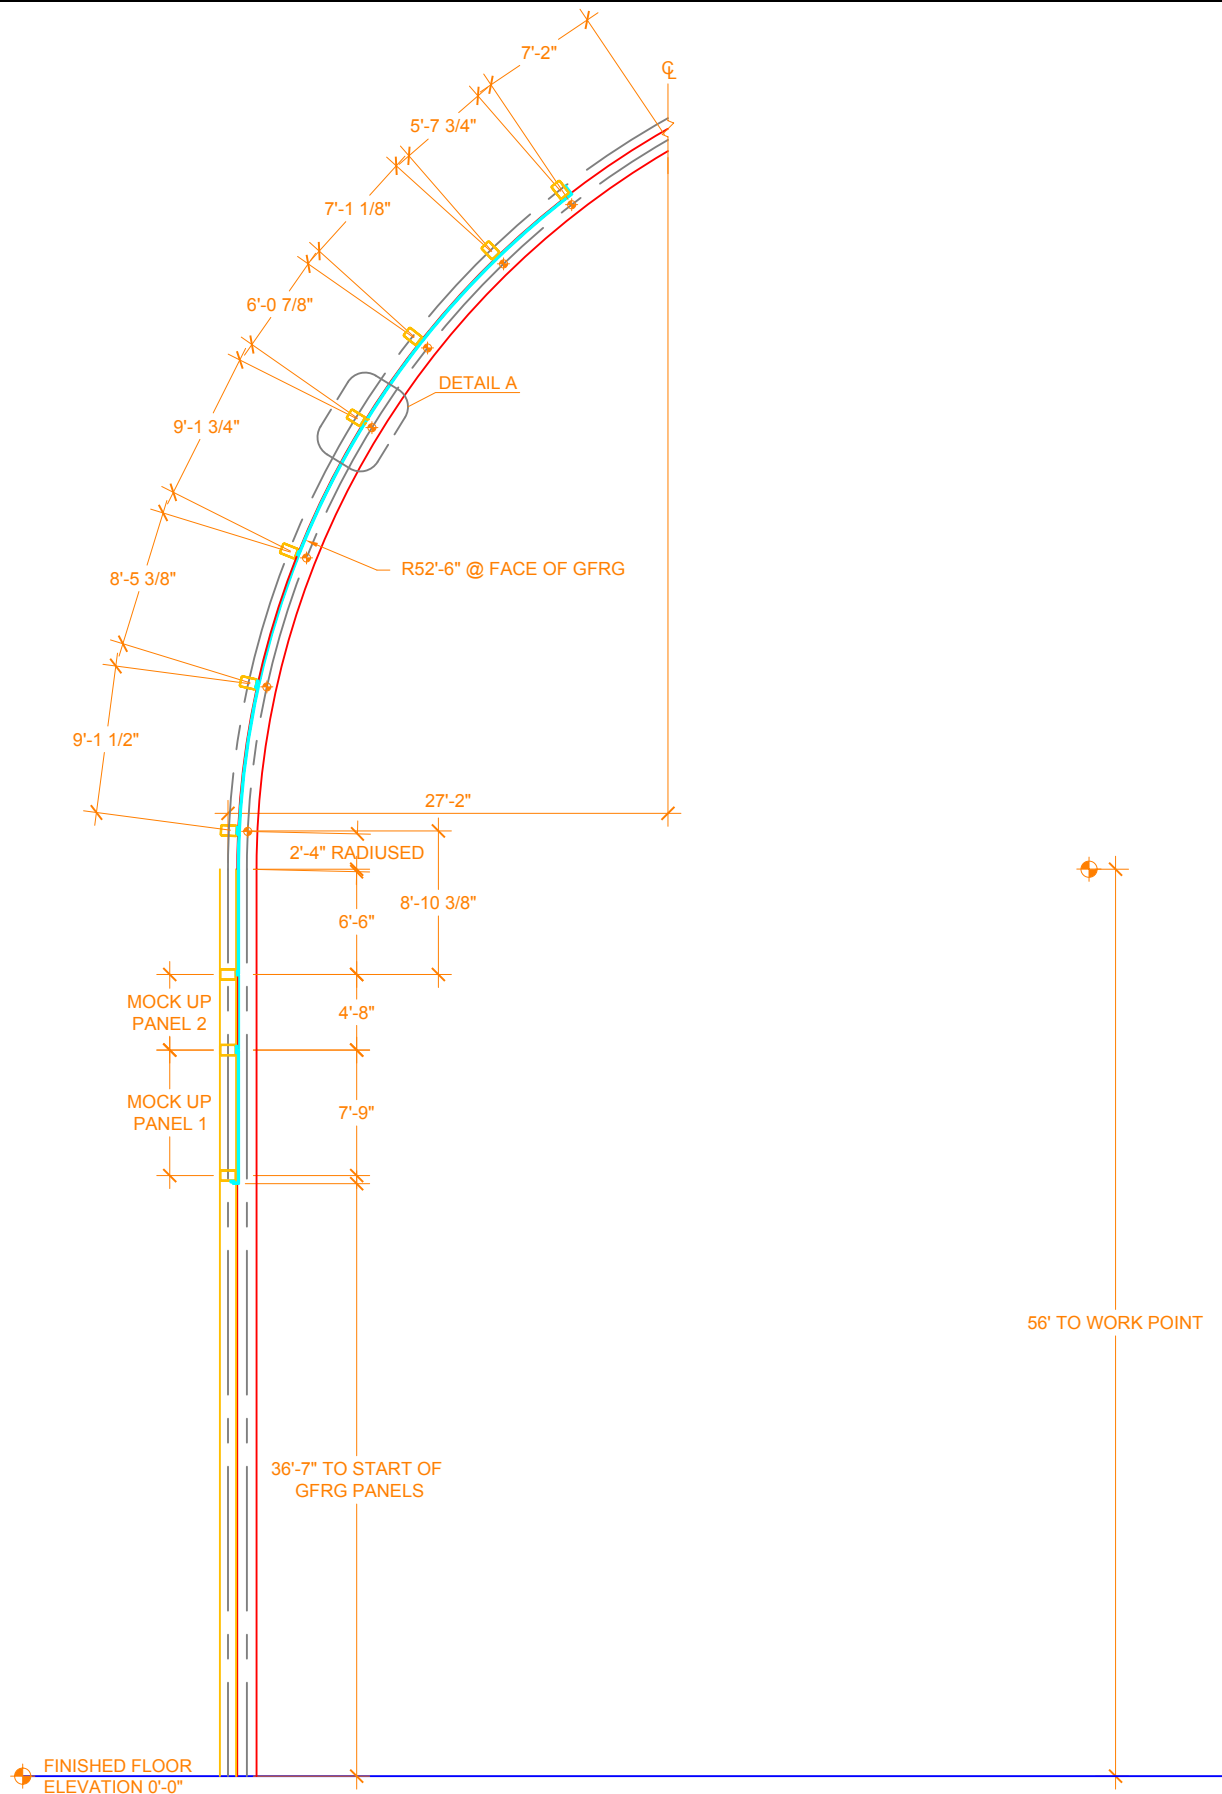 7'-2"
℄
5'-7 3/4"
7'-1 1/8"
6'-0 7/8"
DETAIL A
9'-1 3/4"
R52'-6" @ FACE OF GFRG
8'-5 3/8"
9'-1 1/2"
27'-2"
2'-4" RADIUSED
8'-10 3/8"
6'-6"
MOCK UP
PANEL 2
4'-8"
MOCK UP
PANEL 1
7'-9"
56' TO WORK POINT
36'-7" TO START OF
GFRG PANELS
FINISHED FLOOR
ELEVATION 0'-0"